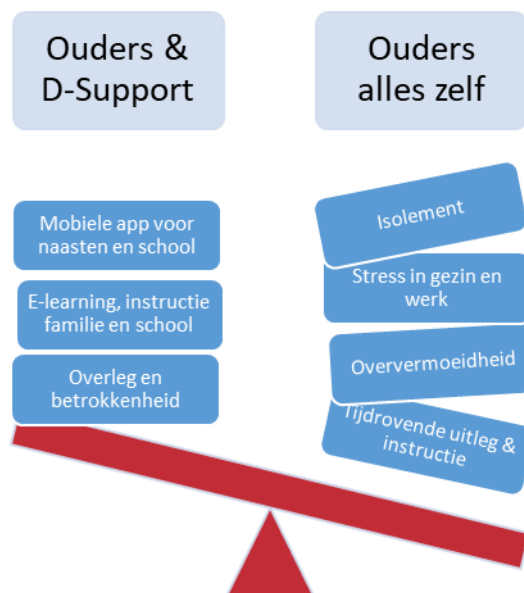 Ouders &
D-Support
Ouders
alles zelf
Mobiele app voor
naasten en school
E-learning, instructie
familie en school
Overleg en
betrokkenheid
Isolement
Stress in gezin en
werk
Oververmoeidheid
Tijdrovende uitleg &
instructie